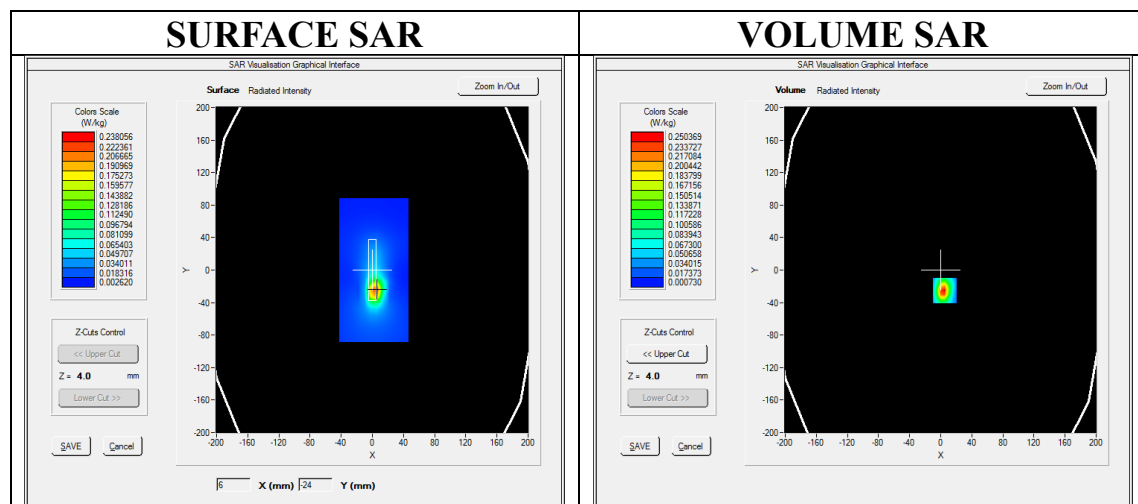 SURFACE SAR
SAR Visualisation Graphical Interface
Surface Radiated Intensity
Zoom In/Out
Colors Scale
(W/kg)
0.238056
0.222361
0.206665
0.190969
0.175273
0.159577
0.143882
0.128186
0.112490
0.096794
0.081099
0.065403
0.049707
0.034011
0.018316
0.002620
Z-Cuts Control
<< Upper Cut
Z = 4.0 mm
Lower Cut >>
SAVE Cancel
200
160
120
80
40
0
-40
-80
-120
-160
-200
Y
-200 -160 -120 -80 -40 0 40 80 120 160 200
X
6 X (mm) -24 Y (mm)
VOLUME SAR
SAR Visualisation Graphical Interface
Volume Radiated Intensity
Zoom In/Out
Colors Scale
(W/kg)
0.250369
0.233727
0.217084
0.200442
0.183799
0.167156
0.150514
0.133871
0.117228
0.100586
0.083943
0.067300
0.050658
0.034015
0.017373
0.000730
Z-Cuts Control
<< Upper Cut
Z = 4.0 mm
Lower Cut >>
SAVE Cancel
200
160
120
80
40
0
-40
-80
-120
-160
-200
Y
-200 -160 -120 -80 -40 0 40 80 120 160 200
X